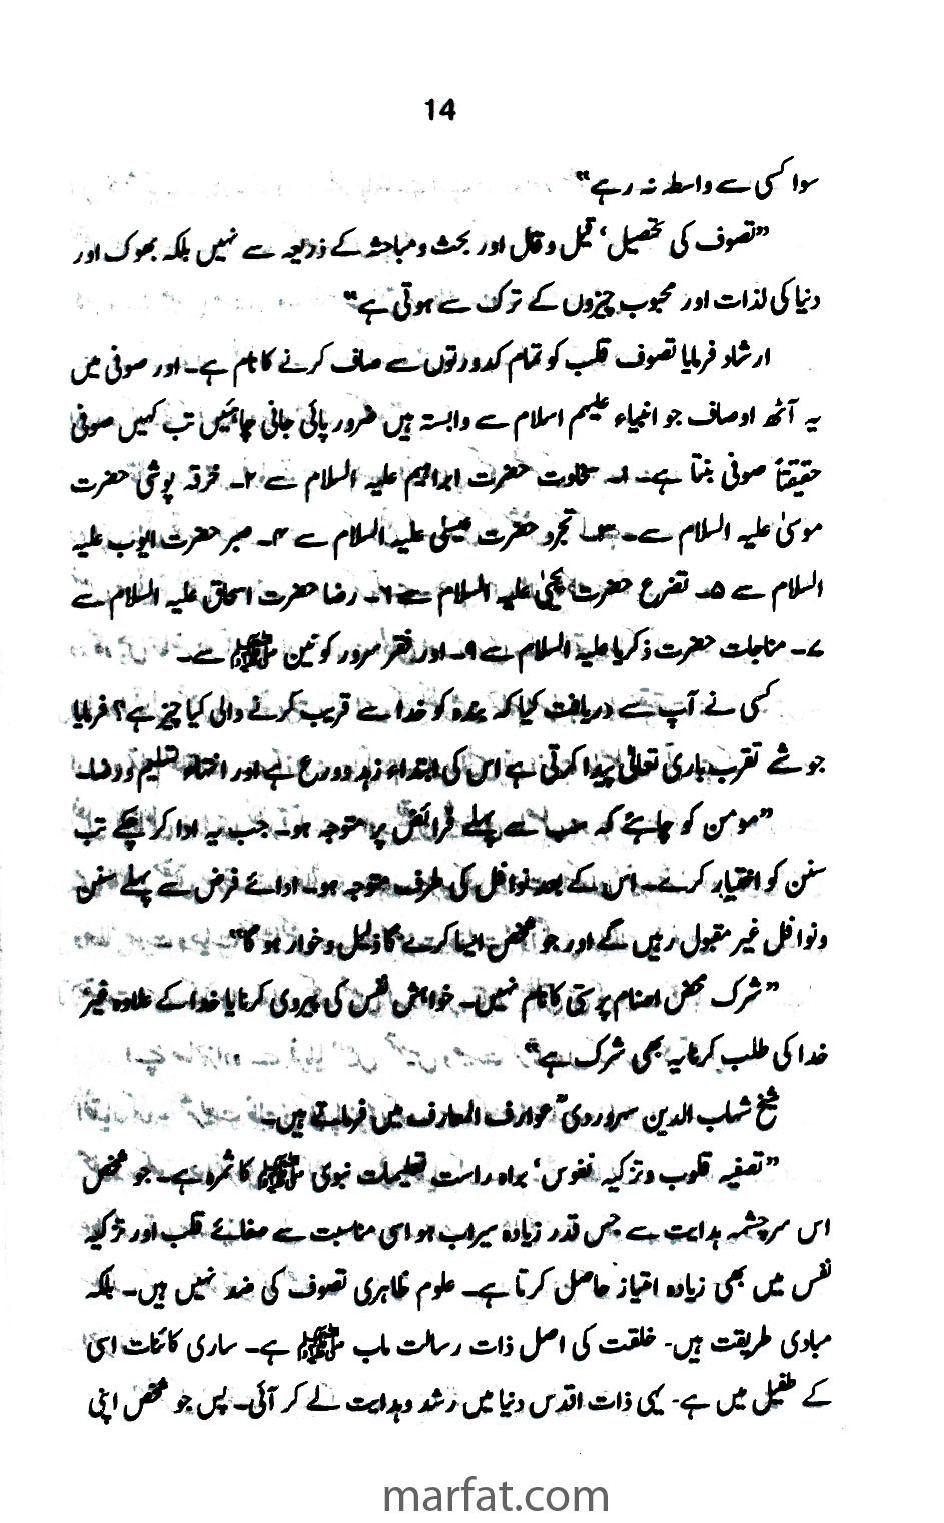 14
سوا کسی سے واسطہ نہ رہے"
"تصوف کی تحصیل' قیل و قال اور بحث و مباحثہ کے ذریعہ سے نہیں بلکہ بھوک اور
دنیا کی لذات اور محبوب چیزوں کے ترک سے ہوتی ہے"
ارشاد فرمایا تصوف قلب کو تمام کدورتوں سے صاف کرنے کا نام ہے۔ اور صوفی میں
یہ آٹھ اوصاف جو انبیاء علیہم اسلام سے وابستہ ہیں ضرور پائی جانی چاہئیں تب کہیں صوفی
حقیقتاً صوفی بنتا ہے۔ ۱۔ سخاوت حضرت ابراہیم علیہ السلام سے ۲۔ خرقہ پوشی حضرت
موسیٰ علیہ السلام سے۔ ۳۔ تجرد حضرت عیسیٰ علیہ السلام سے ۴۔ صبر حضرت ایوب علیہ
السلام سے ۵۔ تضرع حضرت یحییٰ علیہ السلام سے ۶۔ رضا حضرت اسحاق علیہ السلام سے
۷۔ مناجات حضرت ذکریا علیہ السلام سے ۹۔ اور فقر سرور کونین ﷺ سے۔
کسی نے آپ سے دریافت کیا کہ بندہ کو خدا سے قریب کرنے والی کیا چیز ہے؟ فرمایا
جو شے تقرب باری تعالیٰ پیدا کرتی ہے اس کی ابتداء زہد و ورع ہے اور انتہاء تسلیم و رضا۔
"مومن کو چاہئے کہ سب سے پہلے فرائض پر متوجہ ہو۔ جب یہ ادا کر چکے تب
سنن کو اختیار کرے۔ اس کے بعد نوافل کی طرف متوجہ ہو۔ ادائے فرض سے پہلے سنن
و نوافل غیر مقبول رہیں گے اور جو شخص ایسا کرے گا ذلیل و خوار ہو گا"
"شرک محض اصنام پرستی کا نام نہیں۔ خواہش نفس کی پیروی کرنا یا خدا کے علاوہ غیر
خدا کی طلب کرنا یہ بھی شرک ہے"
شیخ شہاب الدین سہروردیؒ عوارف المعارف میں فرماتے ہیں۔
"تصفیہ قلوب و تزکیہ نفوس' براہ راست تعلیمات نبوی ﷺ کا ثمرہ ہے۔ جو شخص
اس سرچشمہ ہدایت سے جس قدر زیادہ سیراب ہو اسی مناسبت سے صفائے قلب اور تزکیہ
نفس میں بھی زیادہ امتیاز حاصل کرتا ہے۔ علوم ظاہری تصوف کی ضد نہیں ہیں۔ بلکہ
مبادی طریقت ہیں۔ خلقت کی اصل ذات رسالت ماب ﷺ ہے۔ ساری کائنات اسی
کے طفیل میں ہے۔ یہی ذات اقدس دنیا میں رشد و ہدایت لے کر آئی۔ پس جو شخص اپنی
marfat.com